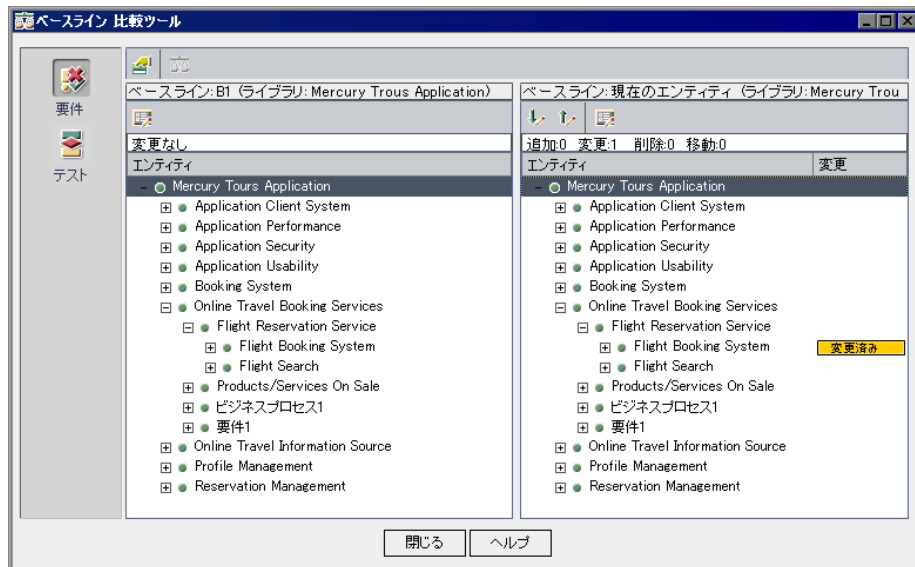 ベースライン 比較ツール
要件
テスト
ベースライン:B1 (ライブラリ:Mercury Trous Application)
変更なし
エンティティ
Mercury Tours Application
Application Client System
Application Performance
Application Security
Application Usability
Booking System
Online Travel Booking Services
Flight Reservation Service
Flight Booking System
Flight Search
Products/Services On Sale
ビジネスプロセス1
要件1
Online Travel Information Source
Profile Management
Reservation Management
ベースライン:現在のエンティティ (ライブラリ:Mercury Trou
追加:0 変更:1 削除:0 移動:0
エンティティ 変更
Mercury Tours Application
Application Client System
Application Performance
Application Security
Application Usability
Booking System
Online Travel Booking Services
Flight Reservation Service
Flight Booking System 変更済み
Flight Search
Products/Services On Sale
ビジネスプロセス1
要件1
Online Travel Information Source
Profile Management
Reservation Management
閉じる ヘルプ